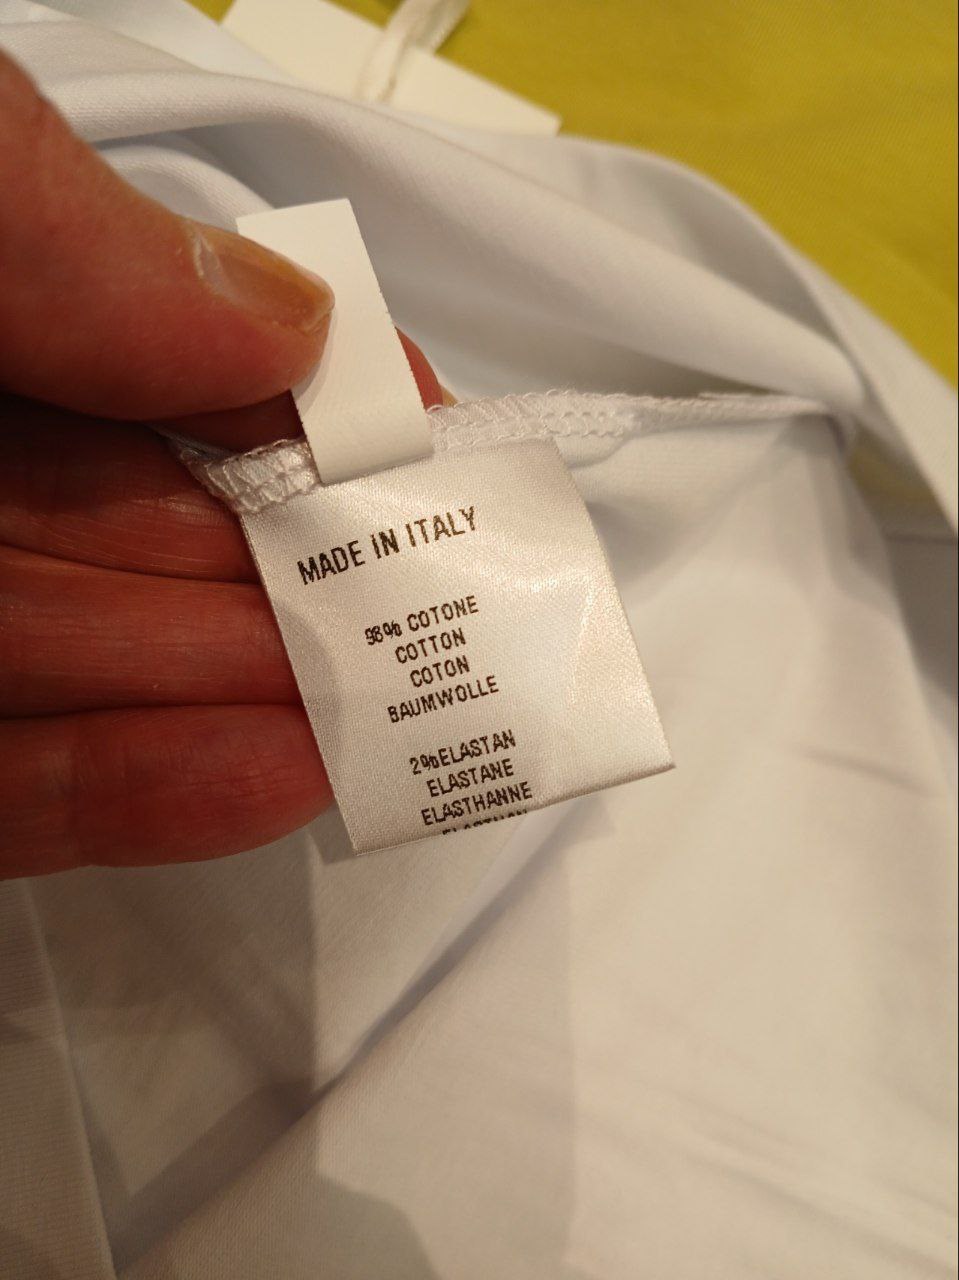 MADE IN ITALY
98% COTONE
COTTON
COTON
BAUMWOLLE
2%ELASTAN
ELASTANE
ELASTHANNE